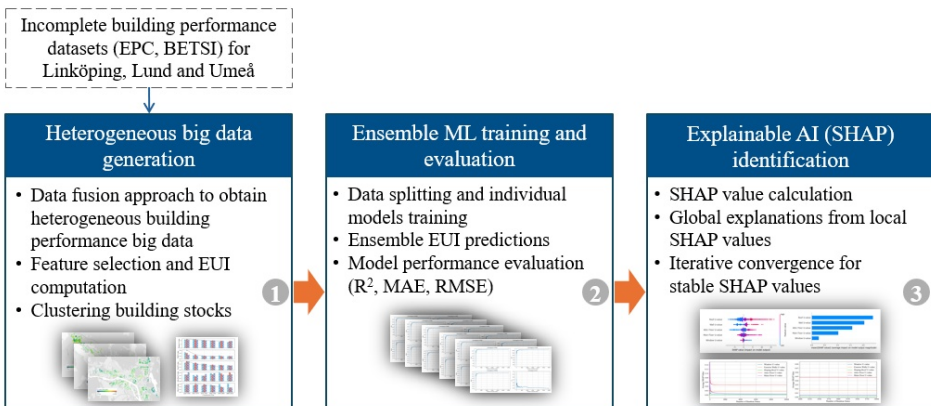 Incomplete building performance
datasets (EPC, BETSI) for
Linköping, Lund and Umeå
Heterogeneous big data
generation
• Data fusion approach to obtain
heterogeneous building
performance big data
• Feature selection and EUI
computation
• Clustering building stocks
1
Ensemble ML training and
evaluation
• Data splitting and individual
models training
• Ensemble EUI predictions
• Model performance evaluation
(R², MAE, RMSE)
2
Explainable AI (SHAP)
identification
• SHAP value calculation
• Global explanations from local
SHAP values
• Iterative convergence for
stable SHAP values
3